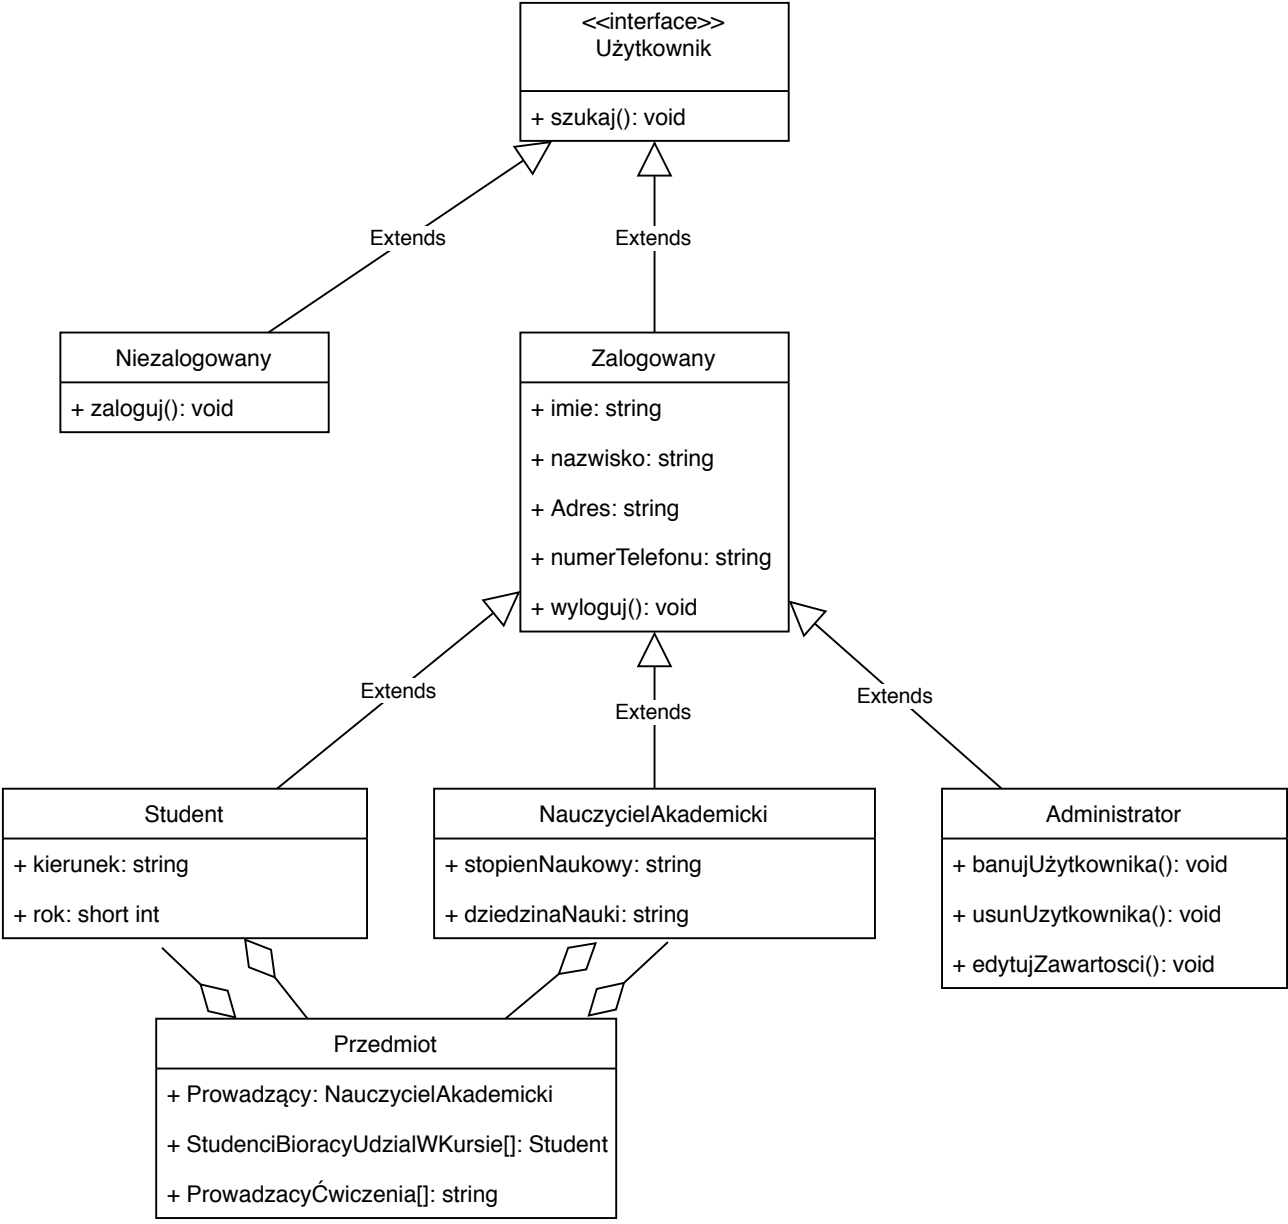 <<interface>>
Użytkownik
+ szukaj(): void
Extends
Extends
Niezalogowany
+ zaloguj(): void
Zalogowany
+ imie: string
+ nazwisko: string
+ Adres: string
+ numerTelefonu: string
+ wyloguj(): void
Extends
Extends
Extends
Student
+ kierunek: string
+ rok: short int
NauczycielAkademicki
+ stopienNaukowy: string
+ dziedzinaNauki: string
Administrator
+ banujUżytkownika(): void
+ usunUzytkownika(): void
+ edytujZawartosci(): void
Przedmiot
+ Prowadzący: NauczycielAkademicki
+ StudenciBioracyUdzialWKursie[]: Student
+ ProwadzacyĆwiczenia[]: string